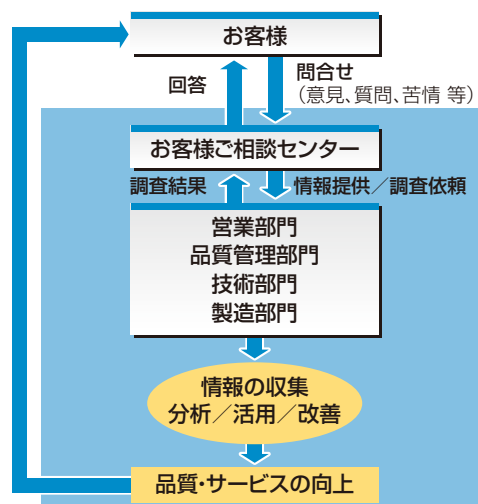 お客様
回答
問合せ
（意見、質問、苦情 等）
お客様ご相談センター
調査結果
情報提供／調査依頼
営業部門
品質管理部門
技術部門
製造部門
情報の収集
分析／活用／改善
品質・サービスの向上